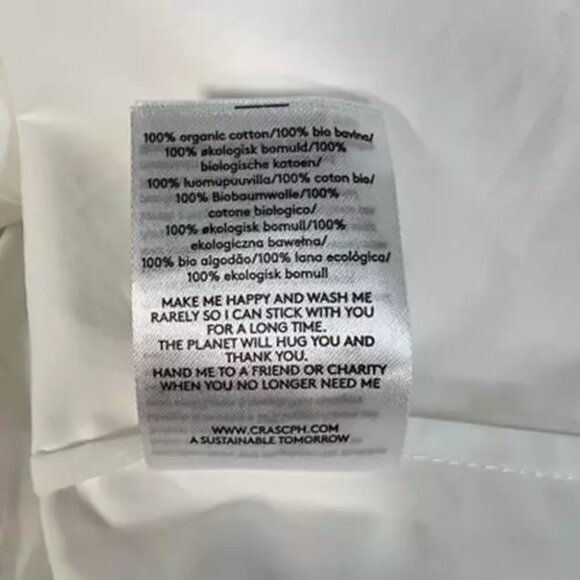 100% organic cotton/100% bio bavlna/
100% økologisk bomuld/100%
biologische katoen/
100% luomupuuvilla/100% coton bio/
100% Biobaumwolle/100%
cotone biologico/
100% økologisk bomull/100%
ekologiczna bawełna/
100% bio algodão/100% lana ecológica/
100% ekologisk bomull
MAKE ME HAPPY AND WASH ME
RARELY SO I CAN STICK WITH YOU
FOR A LONG TIME.
THE PLANET WILL HUG YOU AND
THANK YOU.
HAND ME TO A FRIEND OR CHARITY
WHEN YOU NO LONGER NEED ME
WWW.CRASCPH.COM
A SUSTAINABLE TOMORROW